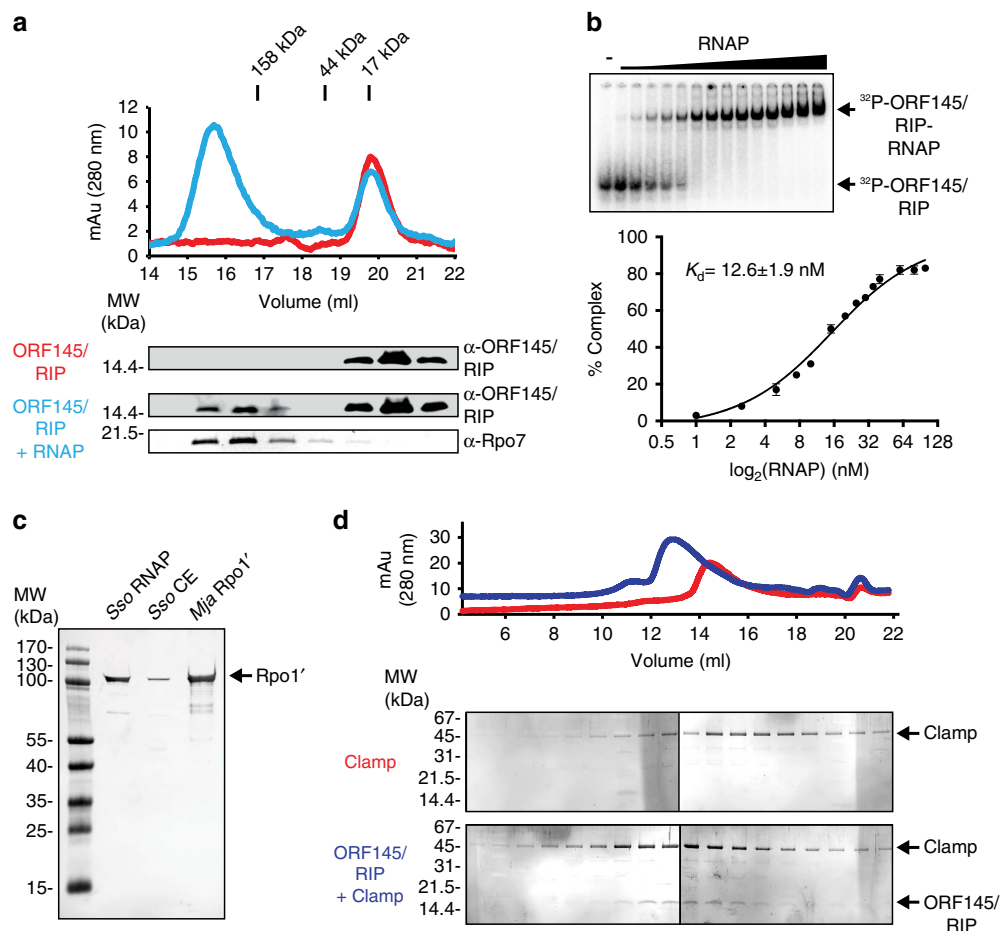 a
158 kDa
44 kDa
17 kDa
12
10
8
6
4
2
0
mAu (280 nm)
14 15 16 17 18 19 20 21 22
Volume (ml)
MW
(kDa)
ORF145/
RIP
14.4-
α-ORF145/
RIP
ORF145/
RIP
+ RNAP
14.4-
α-ORF145/
RIP
21.5-
α-Rpo7
b
RNAP
-
32P-ORF145/
RIP-
RNAP
32P-ORF145/
RIP
100
80
60
40
20
0
% Complex
Kd= 12.6±1.9 nM
0.5 1 2 4 8 16 32 64 128
log2(RNAP) (nM)
c
MW
(kDa)
Sso RNAP
Sso CE
Mja Rpo1′
170-
130-
100-
55-
40-
35-
25-
15-
Rpo1′
d
30
20
10
0
mAu
(280 nm)
6 8 10 12 14 16 18 20 22
Volume (ml)
MW
(kDa)
Clamp
67-
45-
31-
21.5-
14.4-
Clamp
ORF145/
RIP
+ Clamp
67-
45-
31-
21.5-
14.4-
Clamp
ORF145/
RIP